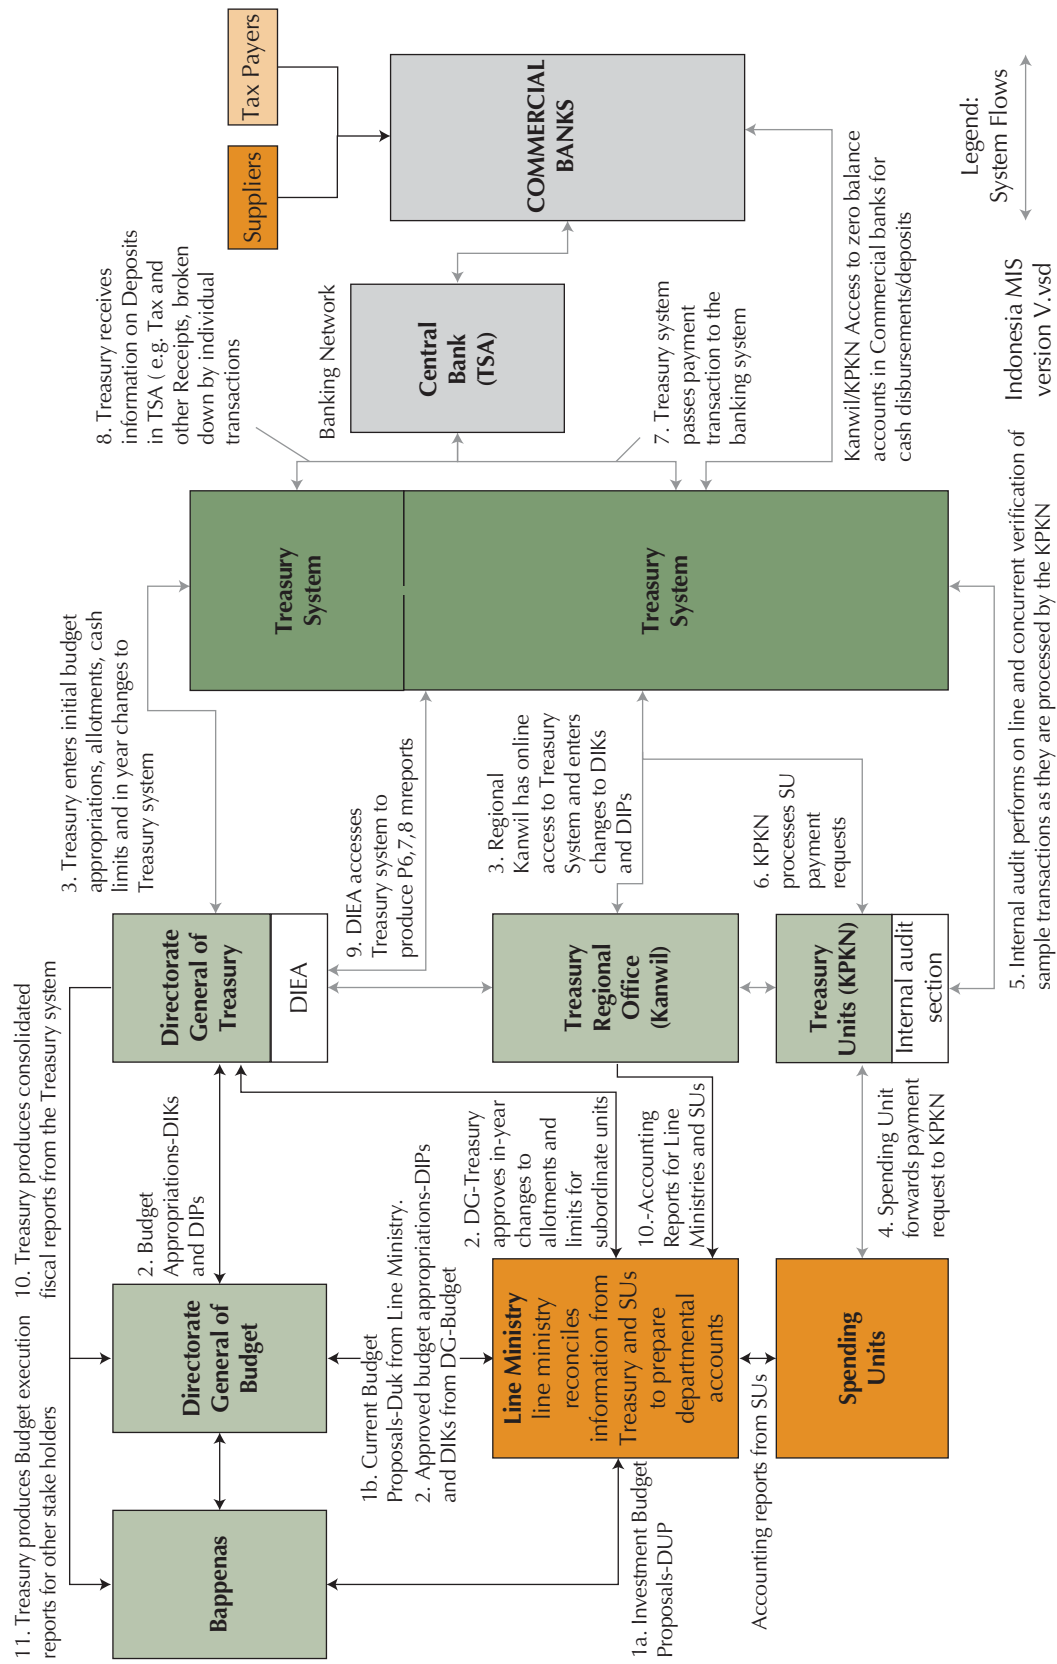 11. Treasury produces Budget execution
reports for other stake holders
10. Treasury produces consolidated
fiscal reports from the Treasury system
3. Treasury enters initial budget
appropriations, allotments, cash
limits and in year changes to
Treasury system
8. Treasury receives
information on Deposits
in TSA ( e.g. Tax and
other Receipts, broken
down by individual
transactions
Suppliers
Tax Payers
Bappenas
Directorate
General of
Budget
2. Budget
Appropriations-DIKs
and DIPs
Directorate
General of
Treasury
DIEA
Treasury
System
Banking Network
Central
Bank
(TSA)
COMMERCIAL
BANKS
1b. Current Budget
Proposals-Duk from Line Ministry.
2. Approved budget appropriations-DIPs
and DIKs from DG-Budget
2. DG-Treasury
approves in-year
changes to
allotments and
limits for
subordinate units
9. DIEA accesses
Treasury system to
produce P6,7,8 mreports
Line Ministry
line ministry
reconciles
information from
Treasury and SUs
to prepare
departmental
accounts
10.-Accounting
Reports for Line
Ministries and SUs
Treasury
Regional
Office
(Kanwil)
3. Regional
Kanwil has online
access to Treasury
System and enters
changes to DIKs
and DIPs
Treasury
System
7. Treasury system
passes payment
transaction to the
banking system
1a. Investment Budget
Proposals-DUP
Accounting reports from SUs
Spending
Units
4. Spending Unit
forwards payment
request to KPKN
Treasury
Units (KPKN)
Internal audit
section
6. KPKN
processes SU
payment
requests
Kanwil/KPKN Access to zero balance
accounts in Commercial banks for
cash disbursements/deposits
5. Internal audit performs on line and concurrent verification of
sample transactions as they are processed by the KPKN
Indonesia MIS
version V.vsd
Legend:
System Flows